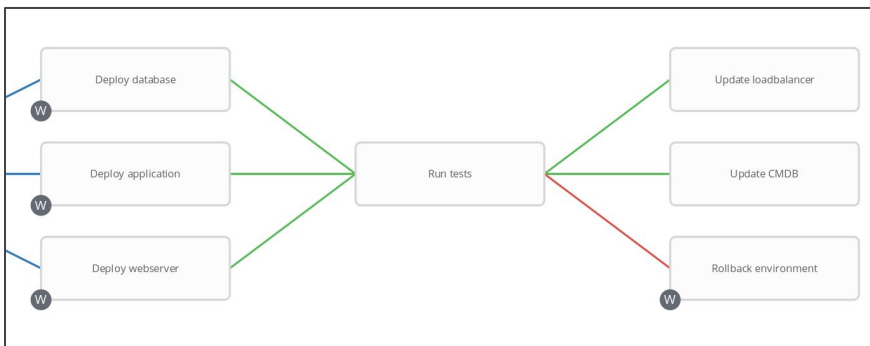 Deploy database
W
Deploy application
W
Deploy webserver
W
Run tests
Update loadbalancer
Update CMDB
Rollback environment
W